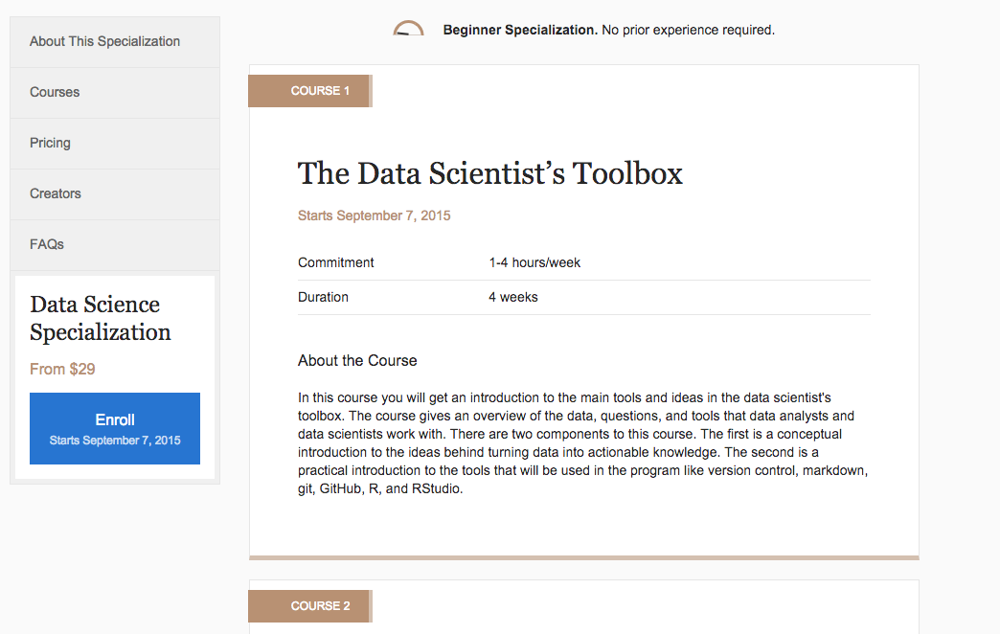 About This Specialization
Courses
Pricing
Creators
FAQs
Data Science
Specialization
From $29
Enroll
Starts September 7, 2015
Beginner Specialization. No prior experience required.
COURSE 1
The Data Scientist’s Toolbox
Starts September 7, 2015
Commitment 1-4 hours/week
Duration 4 weeks
About the Course
In this course you will get an introduction to the main tools and ideas in the data scientist's
toolbox. The course gives an overview of the data, questions, and tools that data analysts and
data scientists work with. There are two components to this course. The first is a conceptual
introduction to the ideas behind turning data into actionable knowledge. The second is a
practical introduction to the tools that will be used in the program like version control, markdown,
git, GitHub, R, and RStudio.
COURSE 2